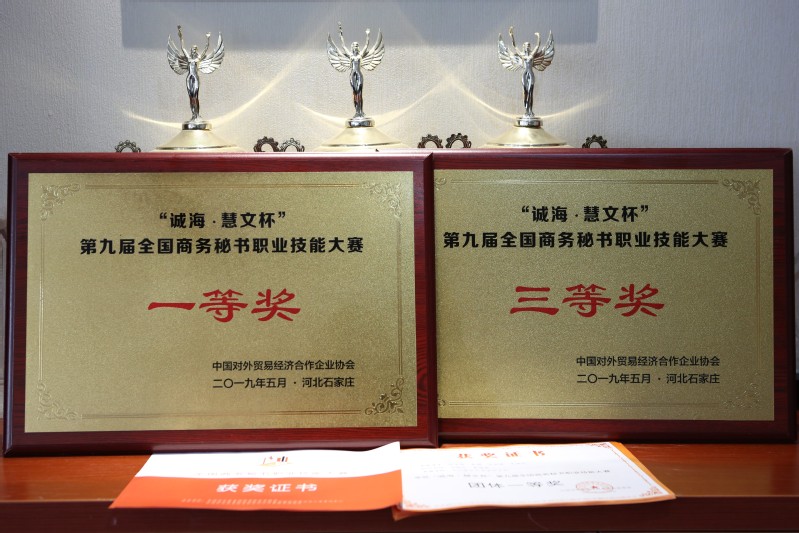 “诚海·慧文杯”
第九届全国商务秘书职业技能大赛
一等奖
中国对外贸易经济合作企业协会
二〇一九年五月·河北石家庄
“诚海·慧文杯”
第九届全国商务秘书职业技能大赛
三等奖
中国对外贸易经济合作企业协会
二〇一九年五月·河北石家庄
获奖证书
获奖证书
团体一等奖